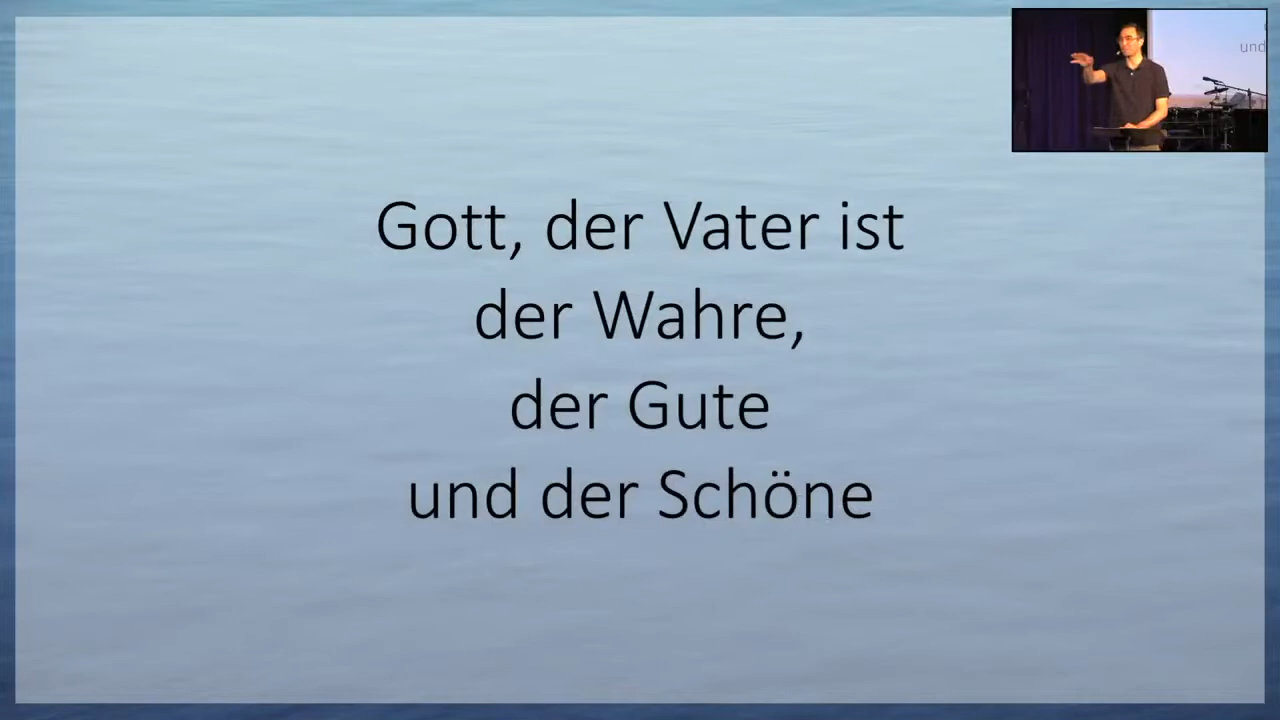 Gott, der Vater ist
der Wahre,
der Gute
und der Schöne
und